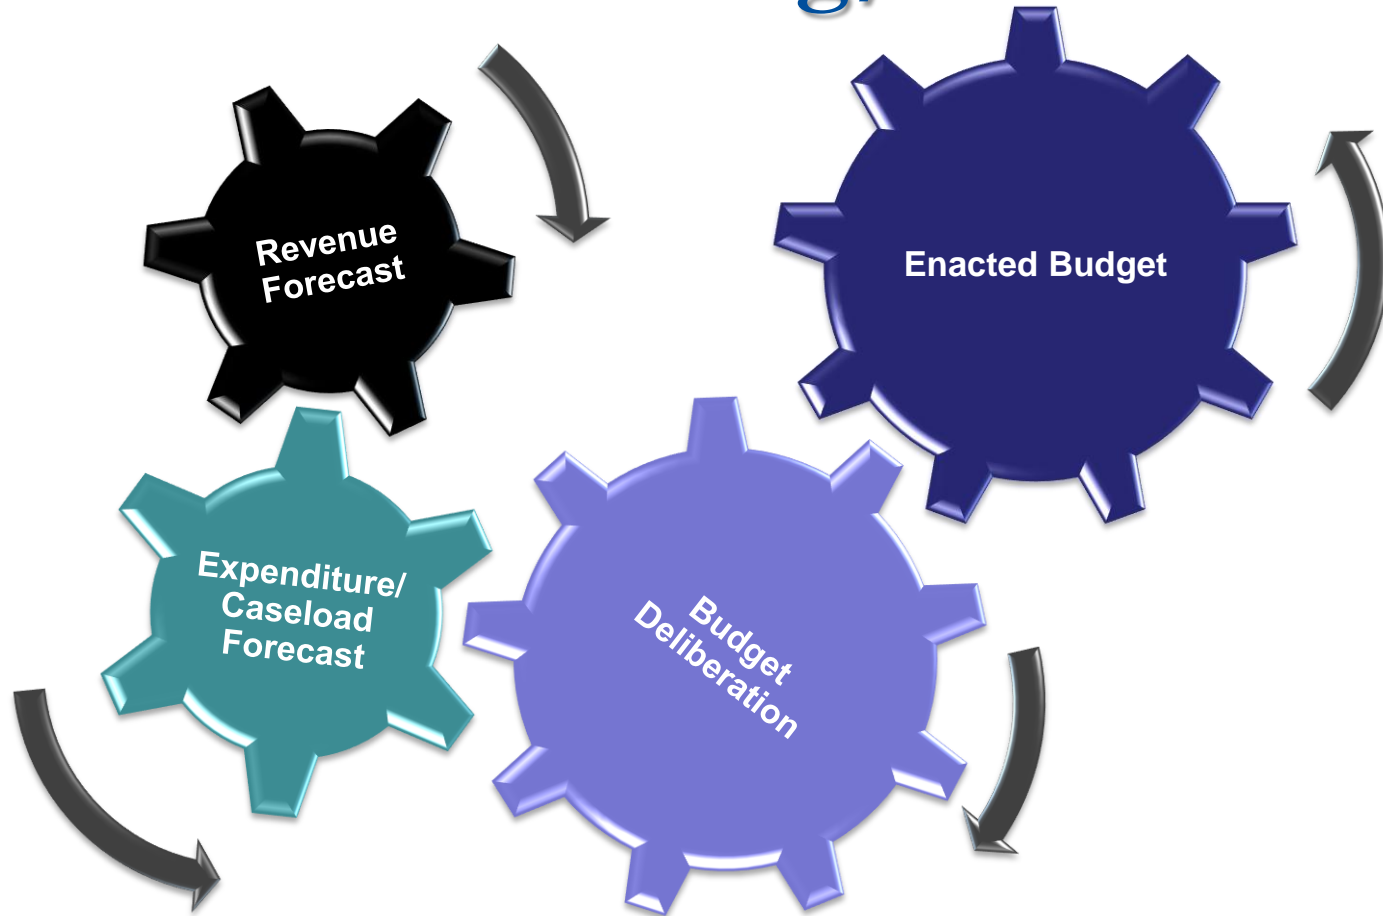 Revenue
Forecast
Enacted Budget
Expenditure/
Caseload
Forecast
Budget
Deliberation